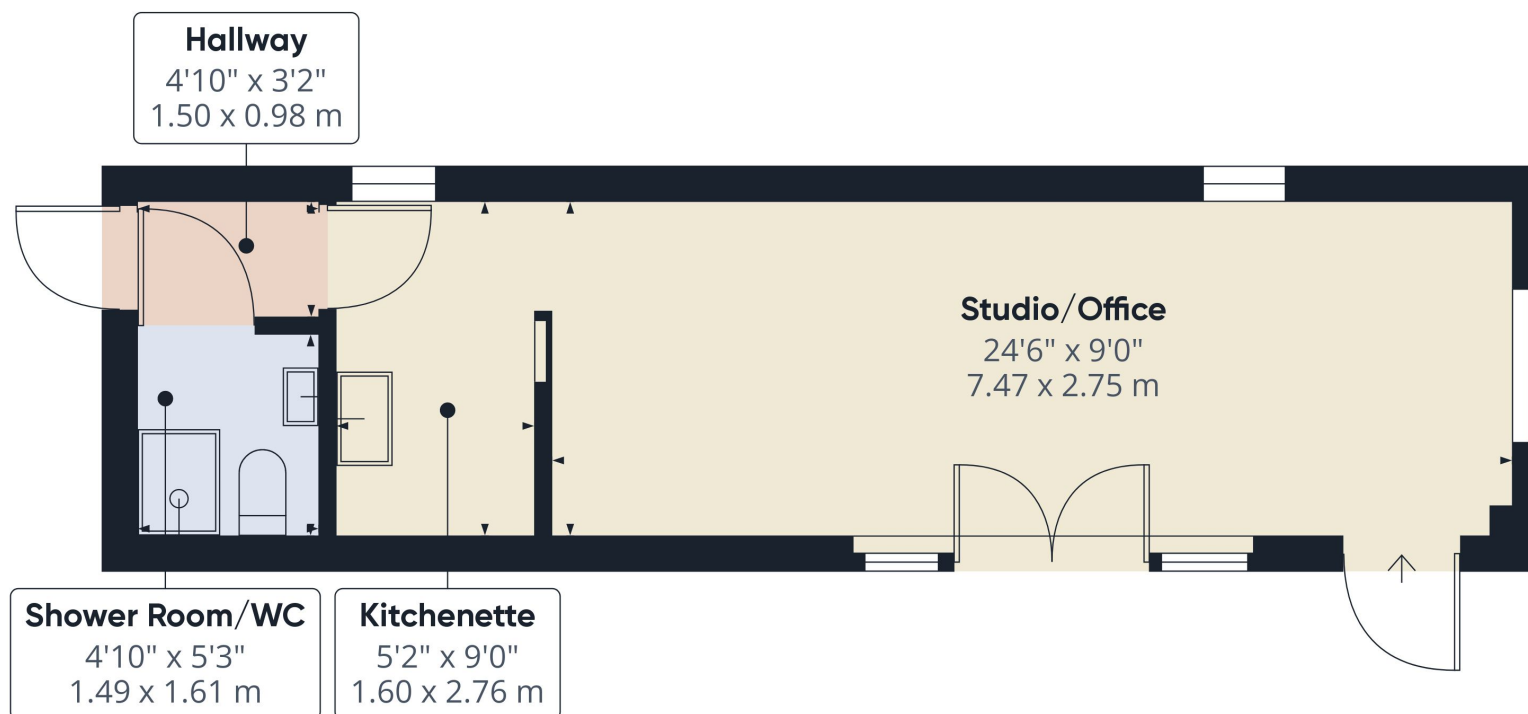 Hallway
4'10" x 3'2"
1.50 x 0.98 m
Studio/Office
24'6" x 9'0"
7.47 x 2.75 m
Shower Room/WC
4'10" x 5'3"
1.49 x 1.61 m
Kitchenette
5'2" x 9'0"
1.60 x 2.76 m